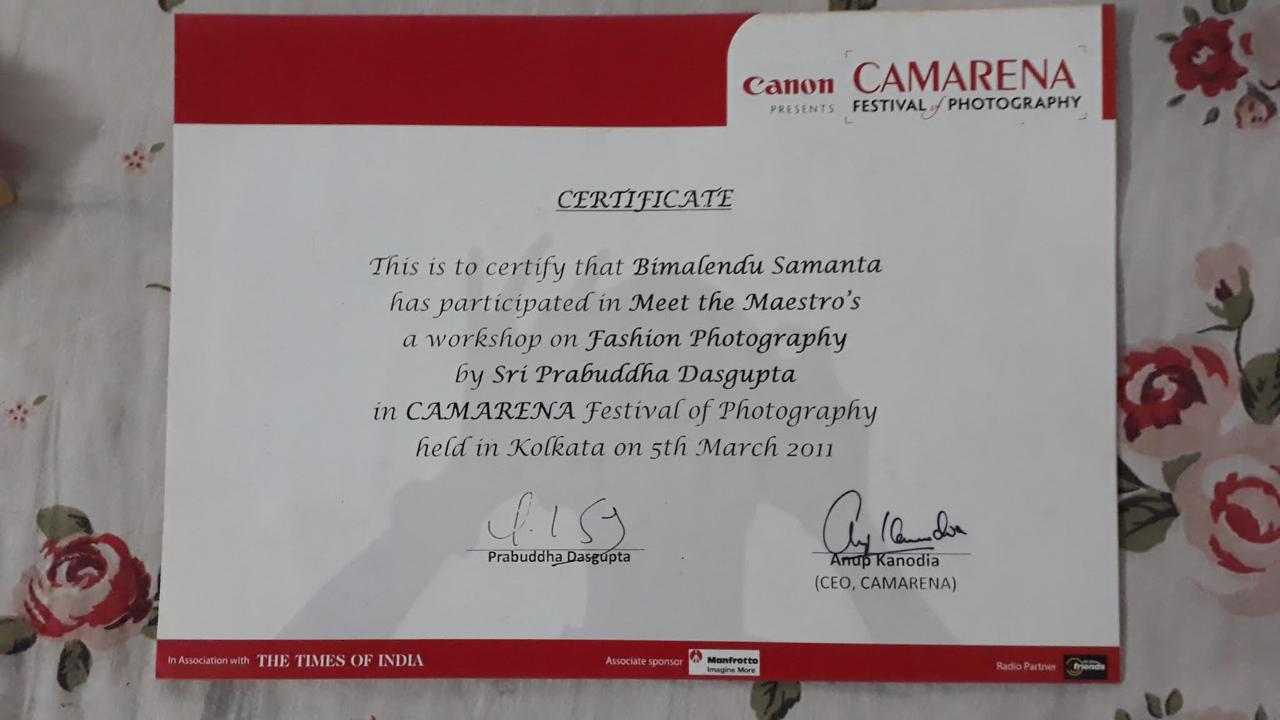 Canon
PRESENTS
CAMARENA
FESTIVAL of PHOTOGRAPHY
CERTIFICATE
This is to certify that Bimalendu Samanta
has participated in Meet the Maestro's
a workshop on Fashion Photography
by Sri Prabuddha Dasgupta
in CAMARENA Festival of Photography
held in Kolkata on 5th March 2011
Prabuddha Dasgupta
Anup Kanodia
(CEO, CAMARENA)
In Association with THE TIMES OF INDIA
Associate sponsor Manfrotto
Imagine More
Radio Partner friends